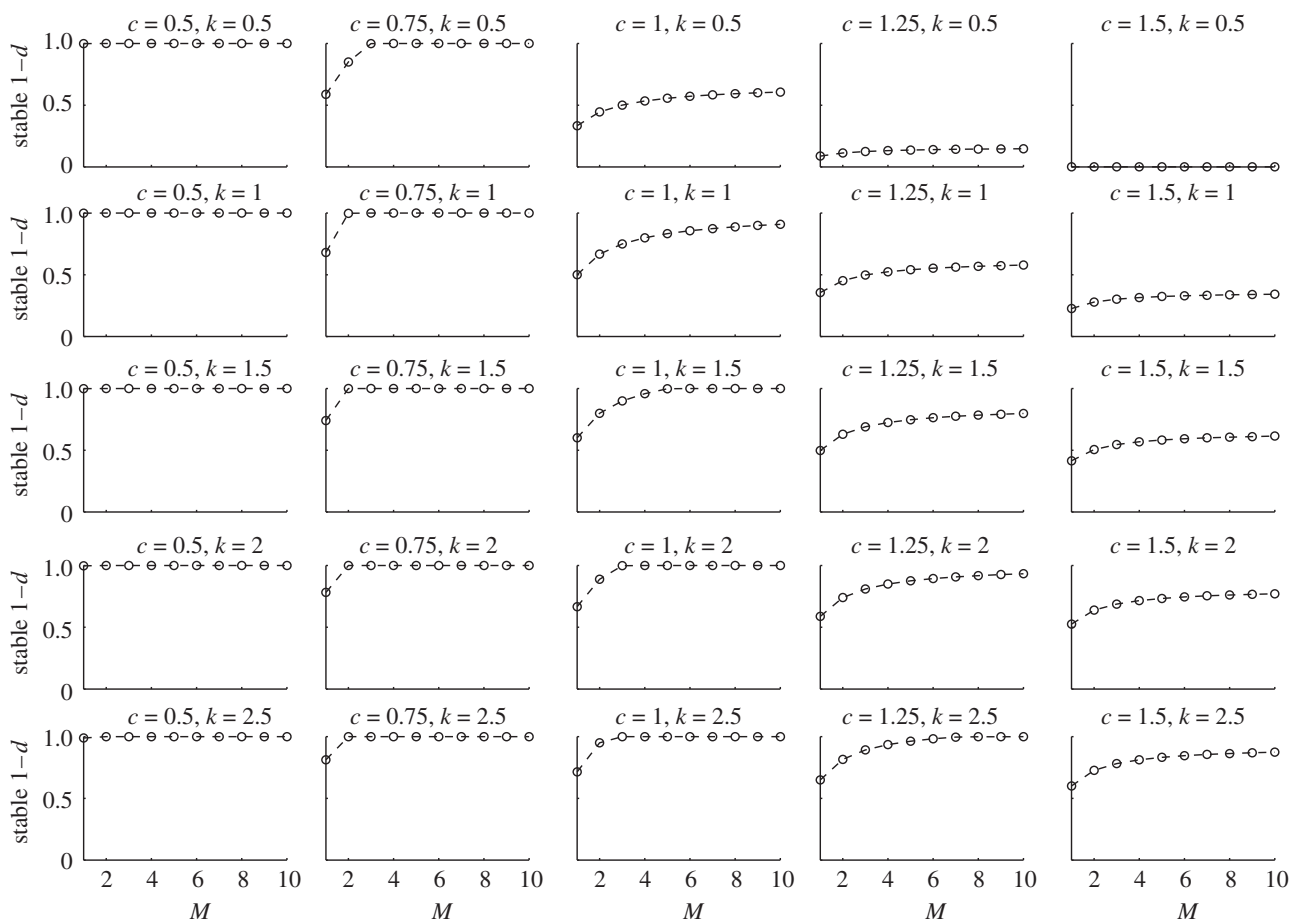 c = 0.5, k = 0.5 c = 0.75, k = 0.5 c = 1, k = 0.5 c = 1.25, k = 0.5 c = 1.5, k = 0.5
stable 1–d
1.0
0.5
0
c = 0.5, k = 1 c = 0.75, k = 1 c = 1, k = 1 c = 1.25, k = 1 c = 1.5, k = 1
stable 1–d
1.0
0.5
0
c = 0.5, k = 1.5 c = 0.75, k = 1.5 c = 1, k = 1.5 c = 1.25, k = 1.5 c = 1.5, k = 1.5
stable 1–d
1.0
0.5
0
c = 0.5, k = 2 c = 0.75, k = 2 c = 1, k = 2 c = 1.25, k = 2 c = 1.5, k = 2
stable 1–d
1.0
0.5
0
c = 0.5, k = 2.5 c = 0.75, k = 2.5 c = 1, k = 2.5 c = 1.25, k = 2.5 c = 1.5, k = 2.5
stable 1–d
1.0
0.5
0
2 4 6 8 10 2 4 6 8 10 2 4 6 8 10 2 4 6 8 10 2 4 6 8 10
M M M M M